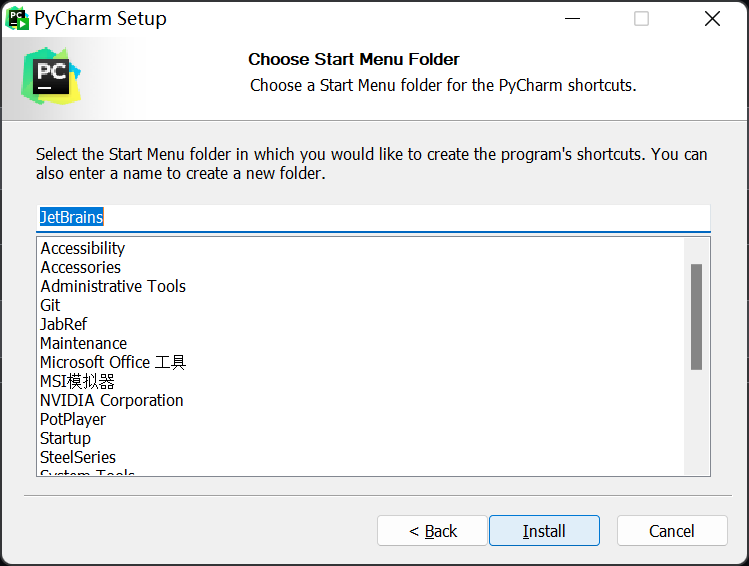 PyCharm Setup
PC
Choose Start Menu Folder
Choose a Start Menu folder for the PyCharm shortcuts.
Select the Start Menu folder in which you would like to create the program's shortcuts. You can
also enter a name to create a new folder.
JetBrains
Accessibility
Accessories
Administrative Tools
Git
JabRef
Maintenance
Microsoft Office 工具
MSI模拟器
NVIDIA Corporation
PotPlayer
Startup
SteelSeries
System Tools
< Back Install Cancel